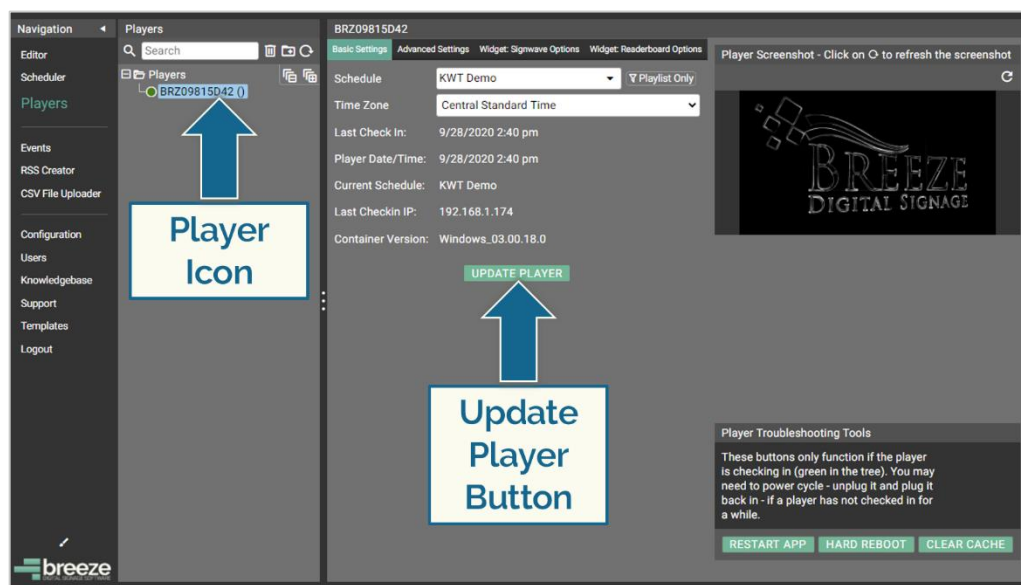 Navigation
Editor
Scheduler
Players
Events
RSS Creator
CSV File Uploader
Configuration
Users
Knowledgebase
Support
Templates
Logout
breeze
DIGITAL SIGNAGE SOFTWARE
Players
Search
Players
BRZ09815D42 ()
Player
Icon
BRZ09815D42
Basic Settings Advanced Settings Widget: Signwave Options Widget: Readerboard Options
Schedule KWT Demo Playlist Only
Time Zone Central Standard Time
Last Check In: 9/28/2020 2:40 pm
Player Date/Time: 9/28/2020 2:40 pm
Current Schedule: KWT Demo
Last Checkin IP: 192.168.1.174
Container Version: Windows_03.00.18.0
UPDATE PLAYER
Update
Player
Button
Player Screenshot - Click on ⟳ to refresh the screenshot
BREEZE
DIGITAL SIGNAGE
Player Troubleshooting Tools
These buttons only function if the player
is checking in (green in the tree). You may
need to power cycle - unplug it and plug it
back in - if a player has not checked in for
a while.
RESTART APP HARD REBOOT CLEAR CACHE